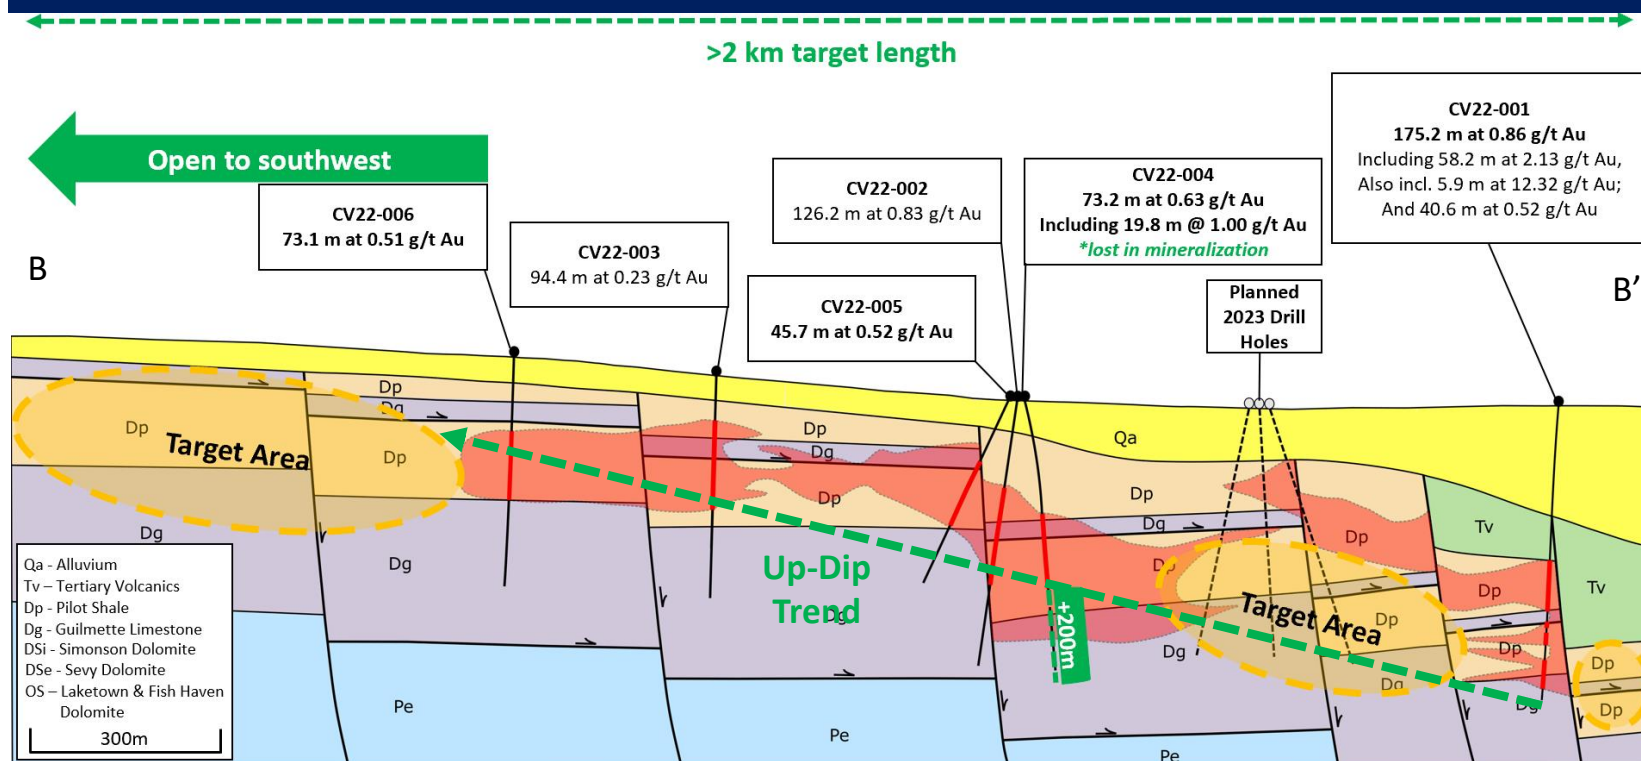 >2 km target length
Open to southwest
CV22-001
175.2 m at 0.86 g/t Au
Including 58.2 m at 2.13 g/t Au,
Also incl. 5.9 m at 12.32 g/t Au;
And 40.6 m at 0.52 g/t Au
CV22-002
126.2 m at 0.83 g/t Au
CV22-004
73.2 m at 0.63 g/t Au
Including 19.8 m @ 1.00 g/t Au
*lost in mineralization
CV22-006
73.1 m at 0.51 g/t Au
CV22-003
94.4 m at 0.23 g/t Au
CV22-005
45.7 m at 0.52 g/t Au
Planned
2023 Drill
Holes
B
B'
Dp
Dg
Dp
Target Area
Dp
Dp
Dg
Dp
Qa
Dp
Dg
Dp
Tv
Dp
Dg
Dg
Up-Dip
Trend
Dg
+200m
Dp
Target Area
Dp
Dp
Tv
Dg
Dg
Dp
Dp
Dg
Dp
Pe
Pe
Pe
Qa - Alluvium
Tv – Tertiary Volcanics
Dp - Pilot Shale
Dg - Guilmette Limestone
DSi - Simonson Dolomite
DSe - Sevy Dolomite
OS – Laketown & Fish Haven
Dolomite
300m